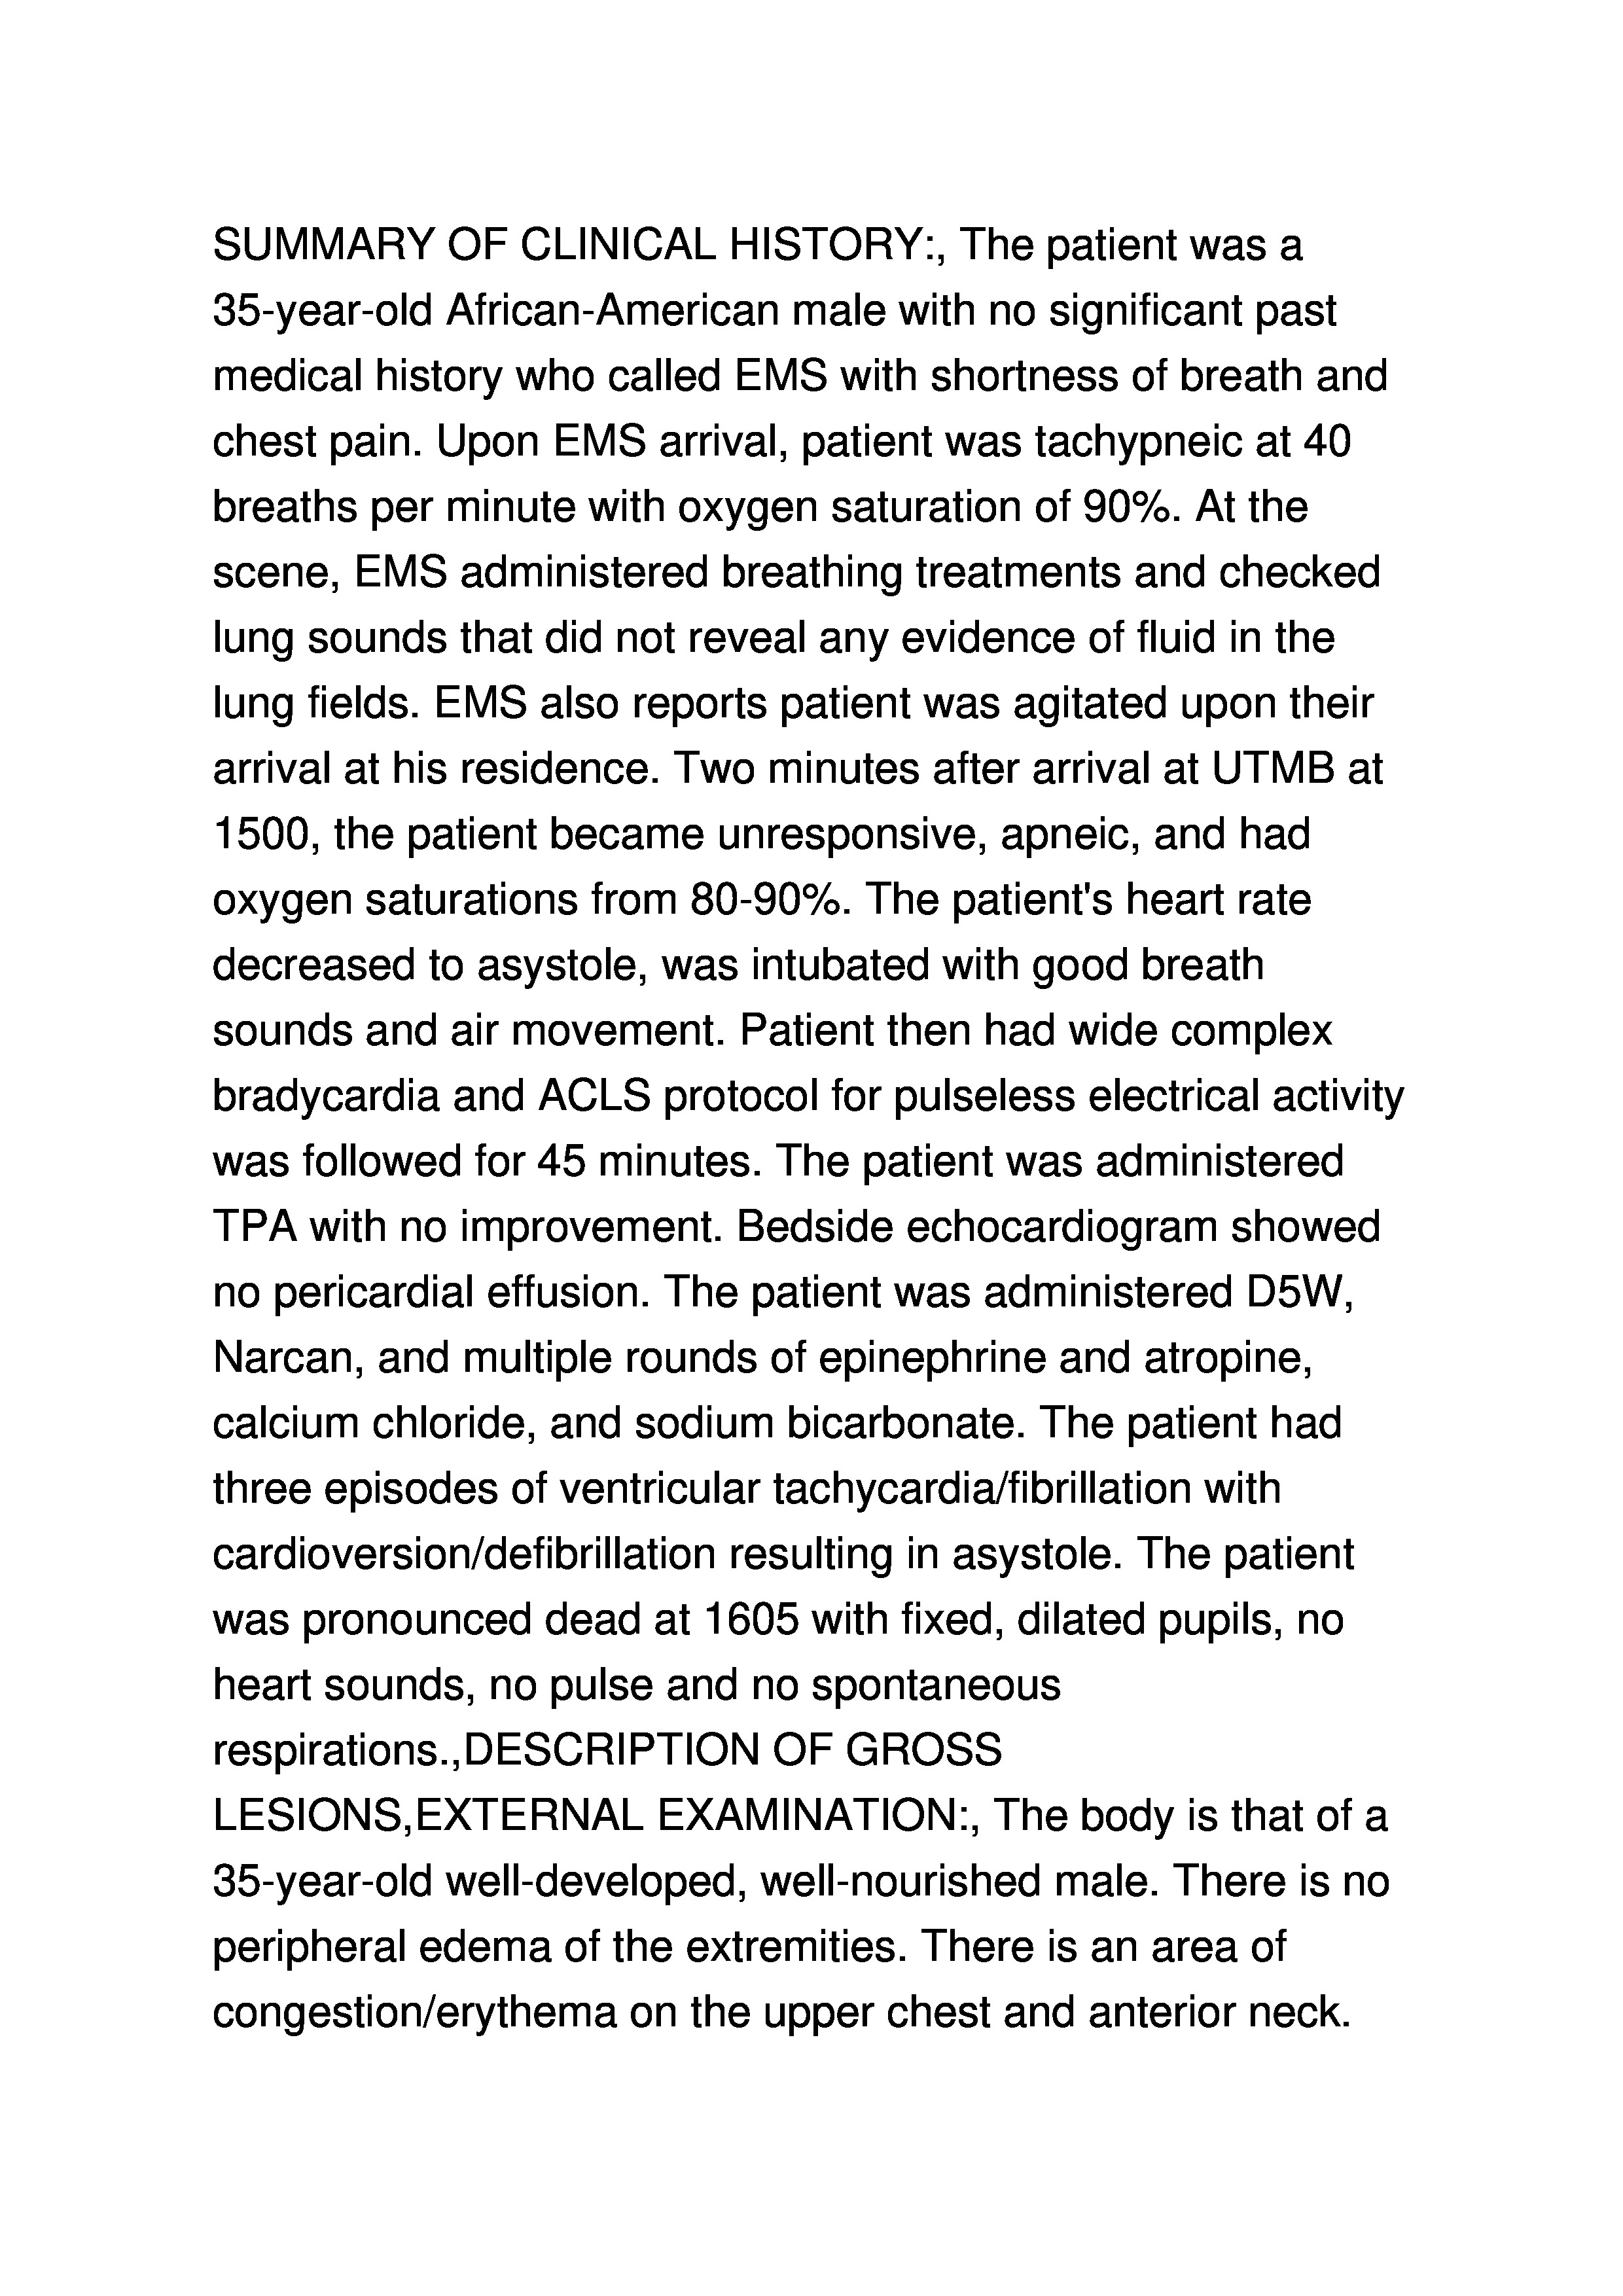 SUMMARY OF CLINICAL HISTORY:, The patient was a
35-year-old African-American male with no significant past
medical history who called EMS with shortness of breath and
chest pain. Upon EMS arrival, patient was tachypneic at 40
breaths per minute with oxygen saturation of 90%. At the
scene, EMS administered breathing treatments and checked
lung sounds that did not reveal any evidence of fluid in the
lung fields. EMS also reports patient was agitated upon their
arrival at his residence. Two minutes after arrival at UTMB at
1500, the patient became unresponsive, apneic, and had
oxygen saturations from 80-90%. The patient's heart rate
decreased to asystole, was intubated with good breath
sounds and air movement. Patient then had wide complex
bradycardia and ACLS protocol for pulseless electrical activity
was followed for 45 minutes. The patient was administered
TPA with no improvement. Bedside echocardiogram showed
no pericardial effusion. The patient was administered D5W,
Narcan, and multiple rounds of epinephrine and atropine,
calcium chloride, and sodium bicarbonate. The patient had
three episodes of ventricular tachycardia/fibrillation with
cardioversion/defibrillation resulting in asystole. The patient
was pronounced dead at 1605 with fixed, dilated pupils, no
heart sounds, no pulse and no spontaneous
respirations.,DESCRIPTION OF GROSS
LESIONS,EXTERNAL EXAMINATION:, The body is that of a
35-year-old well-developed, well-nourished male. There is no
peripheral edema of the extremities. There is an area of
congestion/erythema on the upper chest and anterior neck.